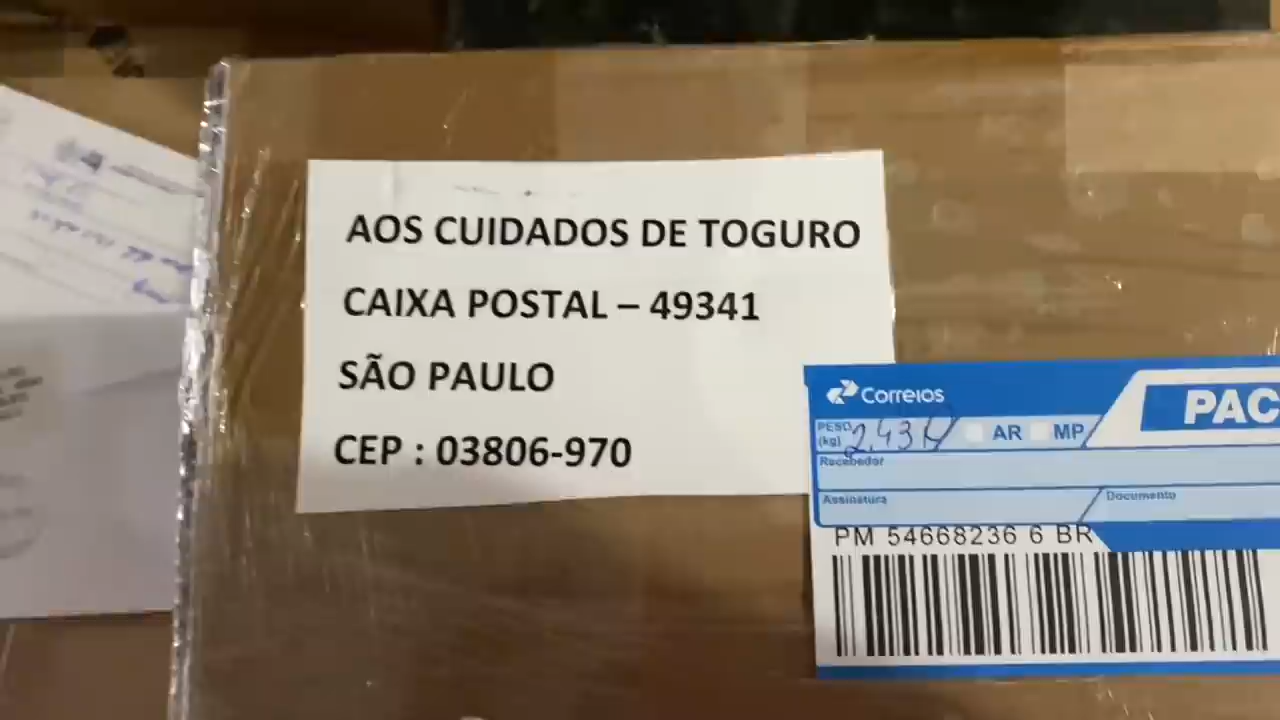 AOS CUIDADOS DE TOGURO
CAIXA POSTAL – 49341
SÃO PAULO
CEP : 03806-970
Correios
PAC
PESO (kg)
AR MP
Recebedor
Assinatura
Documento
PM 54668236 6 BR